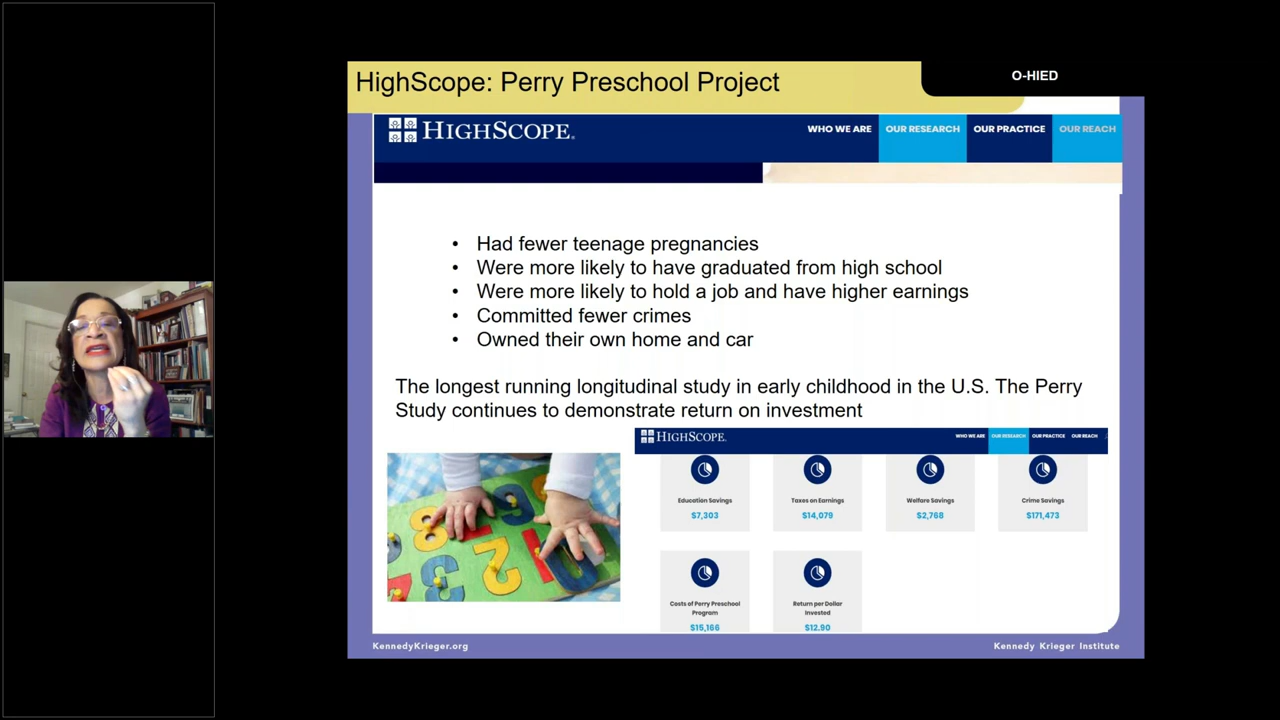 HighScope: Perry Preschool Project
O-HIED
HIGHSCOPE.
WHO WE ARE OUR RESEARCH OUR PRACTICE OUR REACH
• Had fewer teenage pregnancies
• Were more likely to have graduated from high school
• Were more likely to hold a job and have higher earnings
• Committed fewer crimes
• Owned their own home and car
The longest running longitudinal study in early childhood in the U.S. The Perry
Study continues to demonstrate return on investment
HIGHSCOPE.
WHO WE ARE OUR RESEARCH OUR PRACTICE OUR REACH
Education Savings
$7,303
Taxes on Earnings
$14,079
Welfare Savings
$2,768
Crime Savings
$171,473
Costs of Perry Preschool
Program
$15,166
Return per Dollar
Invested
$12.90
KennedyKrieger.org
Kennedy Krieger Institute